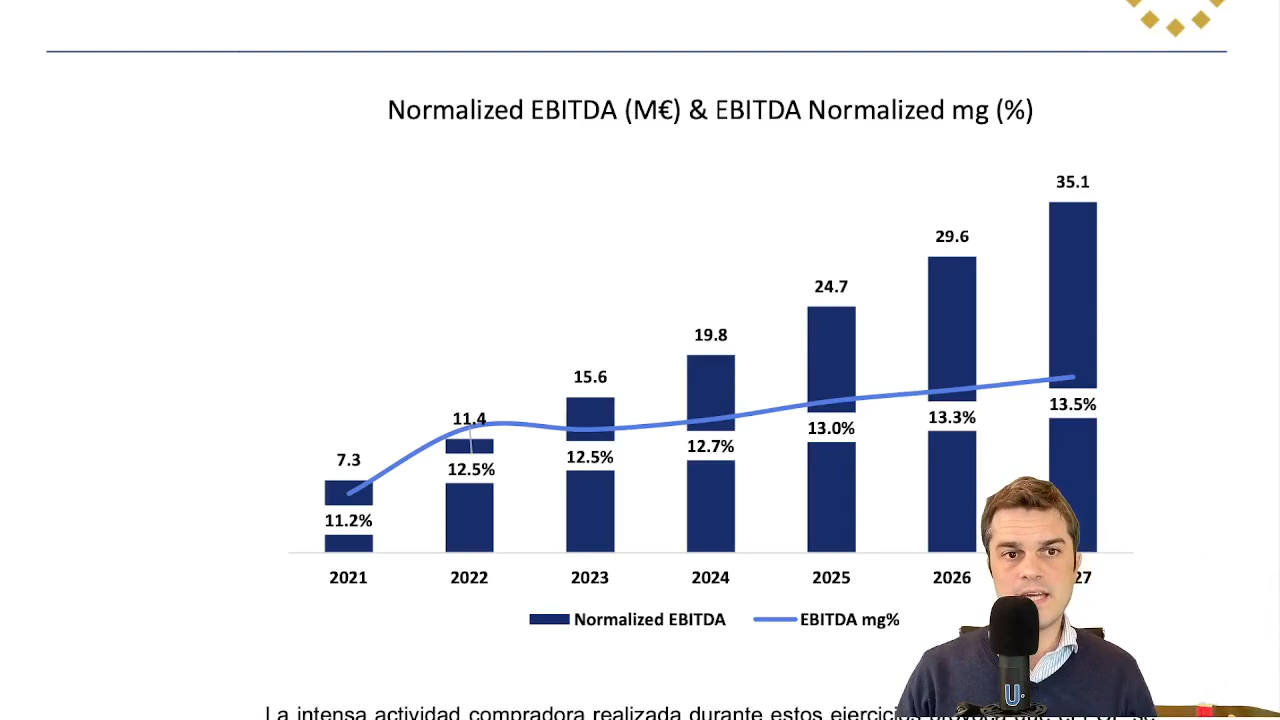 Normalized EBITDA (M€) & EBITDA Normalized mg (%)
35.1
29.6
24.7
19.8
15.6
11.4
7.3
13.5%
13.3%
13.0%
12.7%
12.5%
12.5%
11.2%
2021 2022 2023 2024 2025 2026 27
Normalized EBITDA EBITDA mg%
U
La intensa actividad compradora realizada durante estos ejercicios